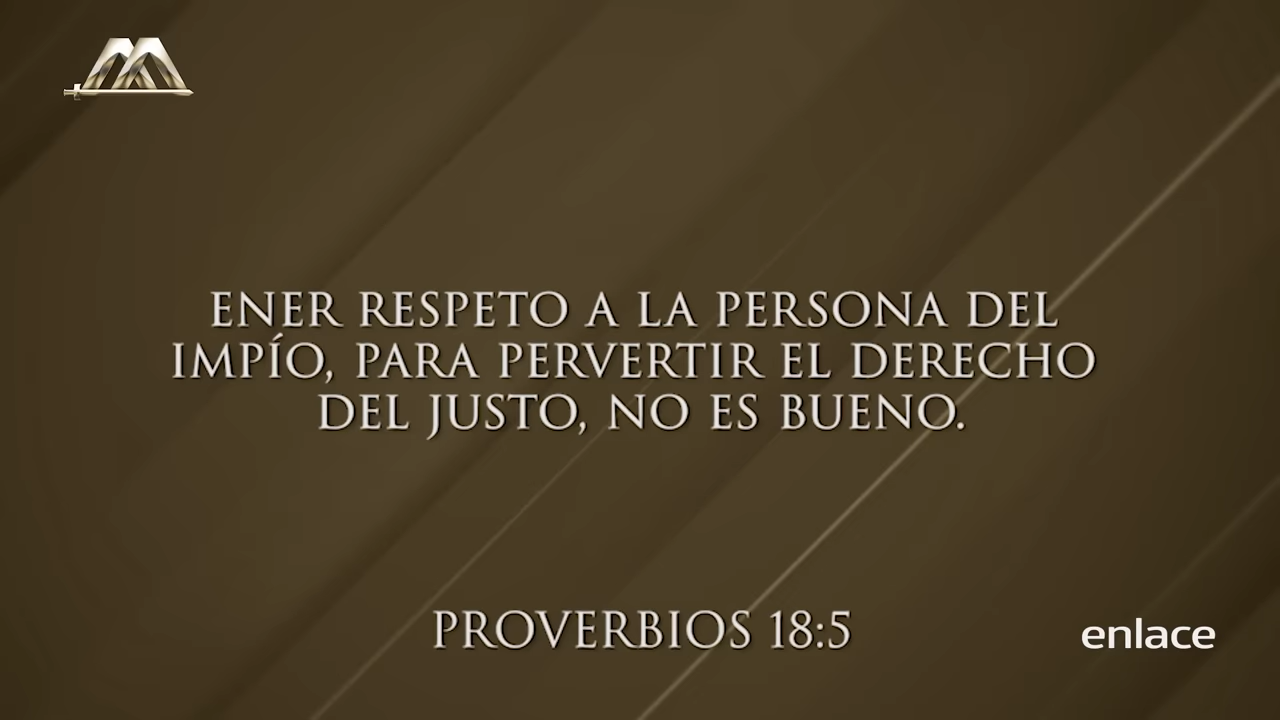 ENER RESPETO A LA PERSONA DEL
IMPÍO, PARA PERVERTIR EL DERECHO
DEL JUSTO, NO ES BUENO.
PROVERBIOS 18:5
enlace